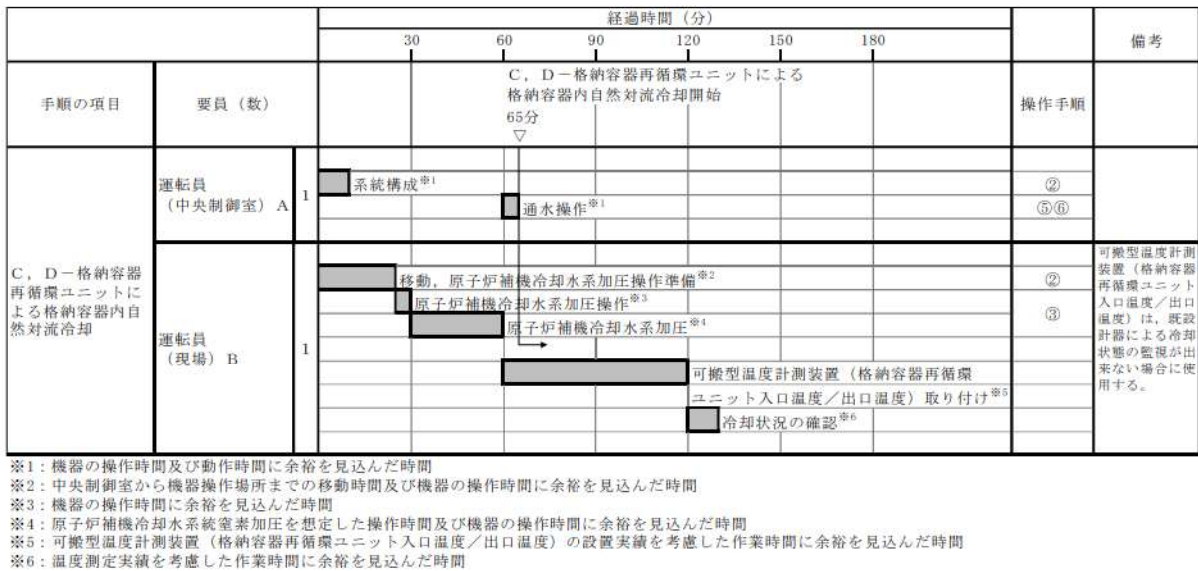 経過時間（分）
30 60 90 120 150 180
備考
手順の項目
要員（数）
C，D－格納容器再循環ユニットによる
格納容器内自然対流冷却開始
65分
▽
操作手順
C，D－格納容器
再循環ユニットに
よる格納容器内自
然対流冷却
運転員
（中央制御室）A
1
系統構成※1
②
通水操作※1
⑤⑥
運転員
（現場）B
1
移動，原子炉補機冷却水系加圧操作準備※2
②
原子炉補機冷却水系加圧操作※3
③
原子炉補機冷却水系加圧※4
可搬型温度計測装置（格納容器再循環
ユニット入口温度／出口温度）取り付け※5
冷却状況の確認※6
可搬型温度計測
装置（格納容器
再循環ユニット
入口温度／出口
温度）は，既設
計器による冷却
状態の監視が出
来ない場合に使
用する。
※1：機器の操作時間及び動作時間に余裕を見込んだ時間
※2：中央制御室から機器操作場所までの移動時間及び機器の操作時間に余裕を見込んだ時間
※3：機器の操作時間に余裕を見込んだ時間
※4：原子炉補機冷却水系統窒素加圧を想定した操作時間及び機器の操作時間に余裕を見込んだ時間
※5：可搬型温度計測装置（格納容器再循環ユニット入口温度／出口温度）の設置実績を考慮した作業時間に余裕を見込んだ時間
※6：温度測定実績を考慮した作業時間に余裕を見込んだ時間